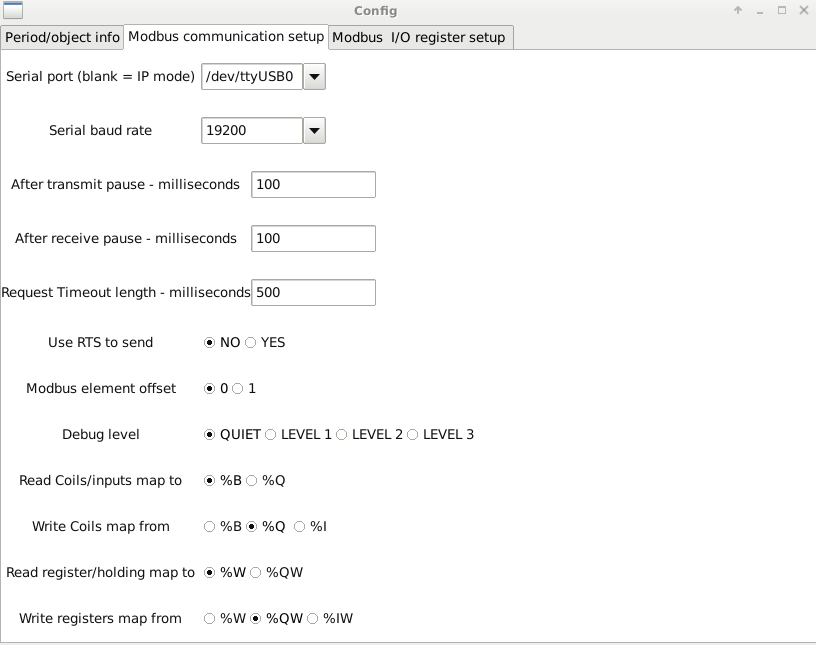 Config
Period/object info Modbus communication setup Modbus I/O register setup
Serial port (blank = IP mode) /dev/ttyUSB0
Serial baud rate 19200
After transmit pause - milliseconds 100
After receive pause - milliseconds 100
Request Timeout length - milliseconds 500
Use RTS to send NO YES
Modbus element offset 0 1
Debug level QUIET LEVEL 1 LEVEL 2 LEVEL 3
Read Coils/inputs map to %B %Q
Write Coils map from %B %Q %I
Read register/holding map to %W %QW
Write registers map from %W %QW %IW